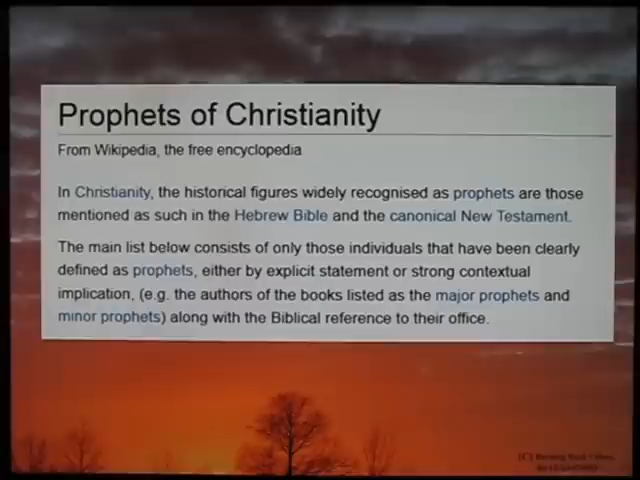 Prophets of Christianity
From Wikipedia, the free encyclopedia
In Christianity, the historical figures widely recognised as prophets are those
mentioned as such in the Hebrew Bible and the canonical New Testament.
The main list below consists of only those individuals that have been clearly
defined as prophets, either by explicit statement or strong contextual
implication, (e.g. the authors of the books listed as the major prophets and
minor prophets) along with the Biblical reference to their office.